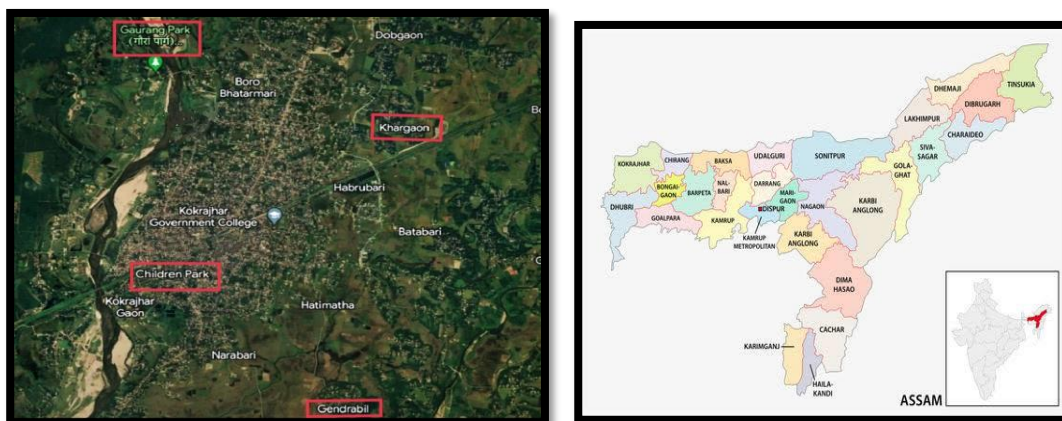 Gaurang Park
(गौरा पार्ग)
Dobgaon
Boro
Bhatarmari
Khargaon
Habrubari
Kokrajhar
Government College
Batabari
Children Park
Kokrajhar
Gaon
Hatimatha
Narabari
Gendrabil
TINSUKIA
DHEMAJI
DIBRUGARH
LAKHIMPUR
CHARAIDEO
SIVA-
SAGAR
GOLA-
GHAT
KOKRAJHAR
CHIRANG
BAKSA
UDALGURI
SONITPUR
BONGAI-
GAON
BARPETA
NAL-
BARI
DARRANG
MARI-
GAON
DHUBRI
GOALPARA
KAMRUP
DISPUR
NAGAON
KARBI
ANGLONG
KAMRUP
METROPOLITAN
KARBI
ANGLONG
DIMA
HASAO
CACHAR
KARIMGANJ
HAILA-
KANDI
ASSAM